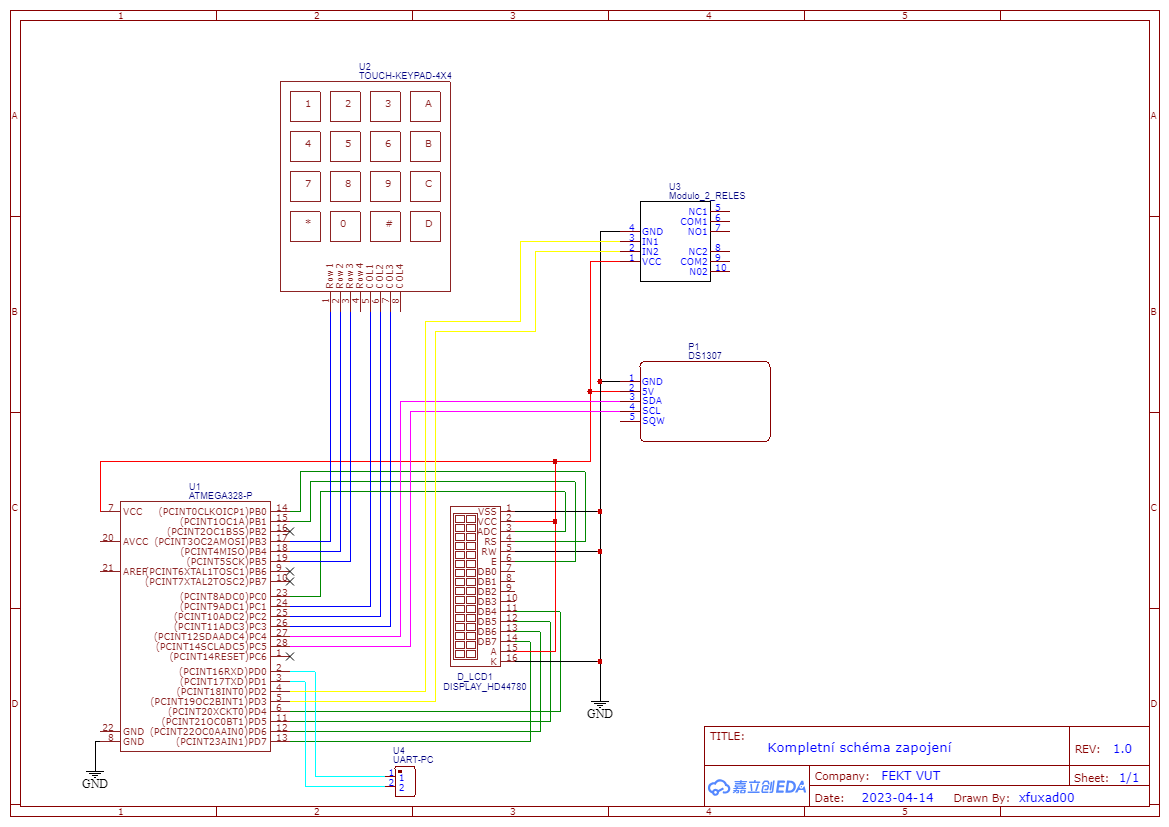 1 2 3 4 5
A A
B B
C C
D D
U2
TOUCH-KEYPAD-4X4
1 2 3 A
4 5 6 B
7 8 9 C
* 0 # D
Row1 Row2 Row3 Row4 COL1 COL2 COL3 COL4
1 2 3 4 5 6 7 8
U3
Modulo_2_RELES
4 GND
3 IN1
2 IN2
1 VCC
NC1 5
COM1 6
NO1 7
NC2 8
COM2 9
N02 10
P1
DS1307
1 GND
2 5V
3 SDA
4 SCL
5 SQW
U1
ATMEGA328-P
7 VCC
20 AVCC
21 AREF
22 GND
8 GND
(PCINT0CLKOICP1)PB0 14
(PCINT1OC1A)PB1 15
(PCINT2OC1BSS)PB2 16
(PCINT3OC2AMOSI)PB3 17
(PCINT4MISO)PB4 18
(PCINT5SCK)PB5 19
(PCINT6XTAL1TOSC1)PB6 9
(PCINT7XTAL2TOSC2)PB7 10
(PCINT8ADC0)PC0 23
(PCINT9ADC1)PC1 24
(PCINT10ADC2)PC2 25
(PCINT11ADC3)PC3 26
(PCINT12SDAADC4)PC4 27
(PCINT14SCLADC5)PC5 28
(PCINT14RESET)PC6 1
(PCINT16RXD)PD0 2
(PCINT17TXD)PD1 3
(PCINT18INT0)PD2 4
(PCINT19OC2BINT1)PD3 5
(PCINT20XCKT0)PD4 6
(PCINT21OC0BT1)PD5 11
(PCINT22OC0AAIN0)PD6 12
(PCINT23AIN1)PD7 13
GND
VSS 1
VCC 2
ADC 3
RS 4
RW 5
E 6
DB0 7
DB1 8
DB2 9
DB3 10
DB4 11
DB5 12
DB6 13
DB7 14
A 15
K 16
D_LCD1
DISPLAY_HD44780
GND
U4
UART-PC
1 1
2 2
TITLE:
Kompletní schéma zapojení
REV: 1.0
嘉立创EDA
Company: FEKT VUT
Sheet: 1/1
Date: 2023-04-14 Drawn By: xfuxad00
1 2 3 4 5